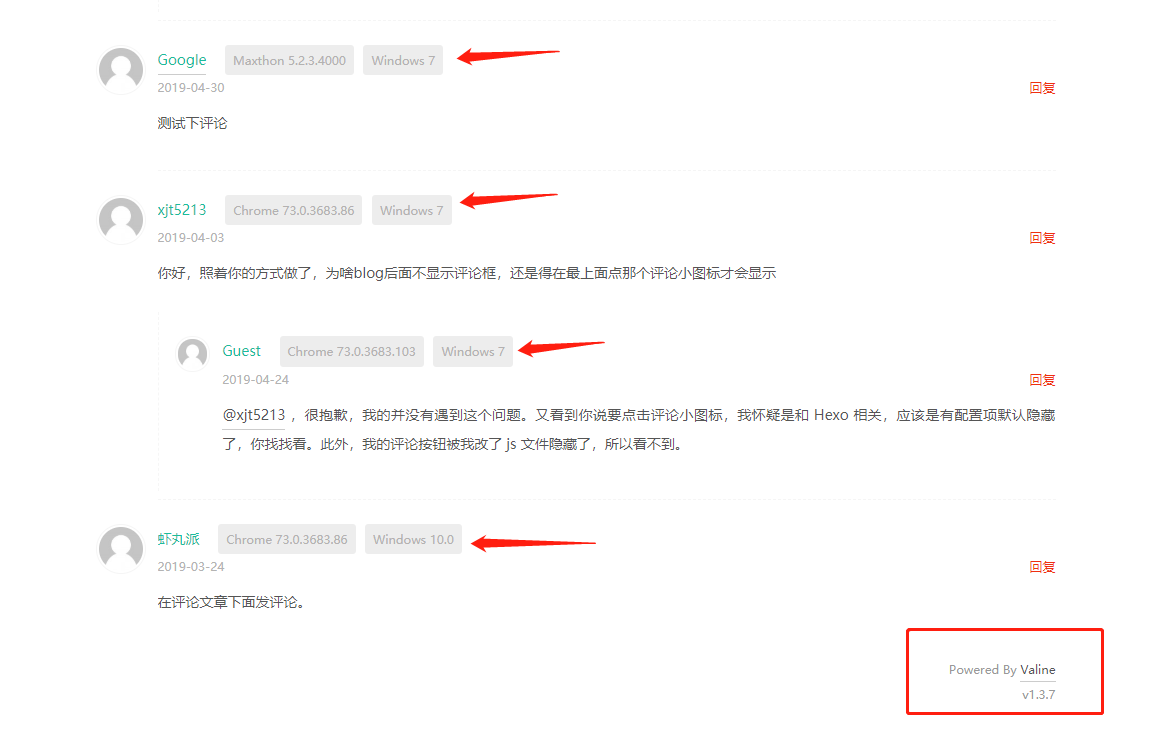 Google Maxthon 5.2.3.4000 Windows 7
2019-04-30 回复
测试下评论
xjt5213 Chrome 73.0.3683.86 Windows 7
2019-04-03 回复
你好，照着你的方式做了，为啥blog后面不显示评论框，还是得在最上面点那个评论小图标才会显示
Guest Chrome 73.0.3683.103 Windows 7
2019-04-24 回复
@xjt5213 ，很抱歉，我的并没有遇到这个问题。又看到你说要点击评论小图标，我怀疑是和 Hexo 相关，应该是有配置项默认隐藏
了，你找找看。此外，我的评论按钮被我改了 js 文件隐藏了，所以看不到。
虾丸派 Chrome 73.0.3683.86 Windows 10.0
2019-03-24 回复
在评论文章下面发评论。
Powered By Valine
v1.3.7